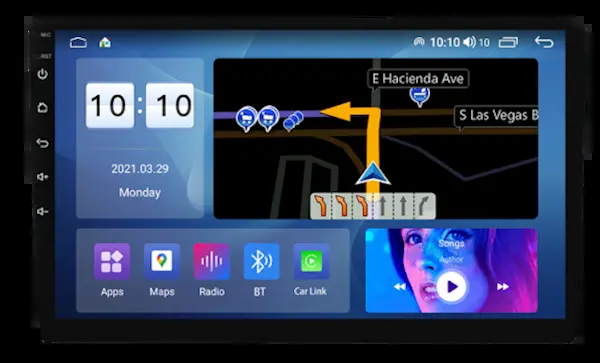 MIC
RST
10:10
10
10 : 10
2021.03.29
Monday
E Hacienda Ave
S Las Vegas B
Apps
Maps
Radio
BT
Car Link
Songs
Author